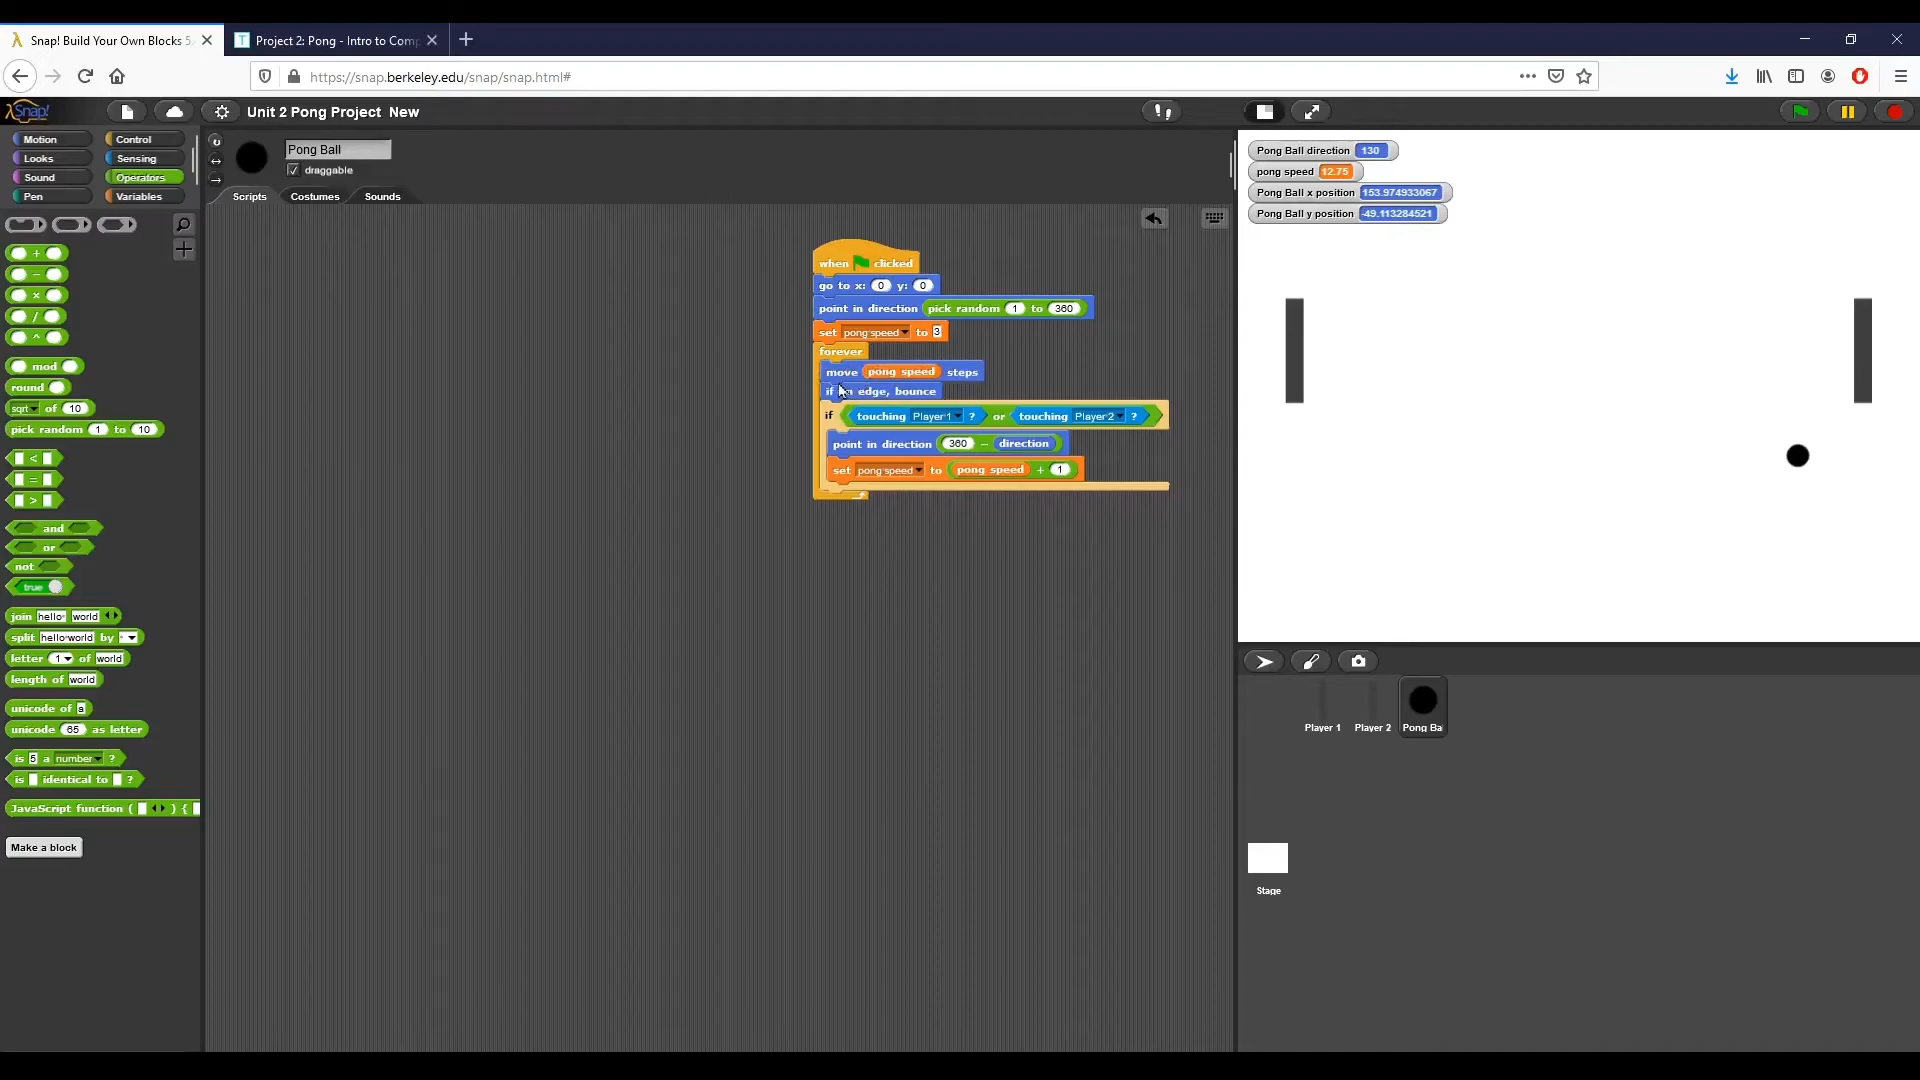 Snap! Build Your Own Blocks 5.
Project 2: Pong - Intro to Comp
https://snap.berkeley.edu/snap/snap.html#
Snap!
Unit 2 Pong Project New
Motion
Control
Looks
Sensing
Sound
Operators
Pen
Variables
Pong Ball
draggable
Scripts
Costumes
Sounds
+
−
×
/
^
mod
round
sqrt of 10
pick random 1 to 10
<
=
>
and
or
not
true
join hello world
split hello world by
letter 1 of world
length of world
unicode of a
unicode 65 as letter
is 5 a number ?
is identical to ?
JavaScript function ( ) {
Make a block
when clicked
go to x: 0 y: 0
point in direction pick random 1 to 360
set pong speed to 3
forever
move pong speed steps
if edge, bounce
if touching Player 1 ? or touching Player 2 ?
point in direction 360 − direction
set pong speed to pong speed + 1
Pong Ball direction 130
pong speed 12.75
Pong Ball x position 153.974933067
Pong Ball y position -49.113284521
Player 1
Player 2
Pong Ba
Stage